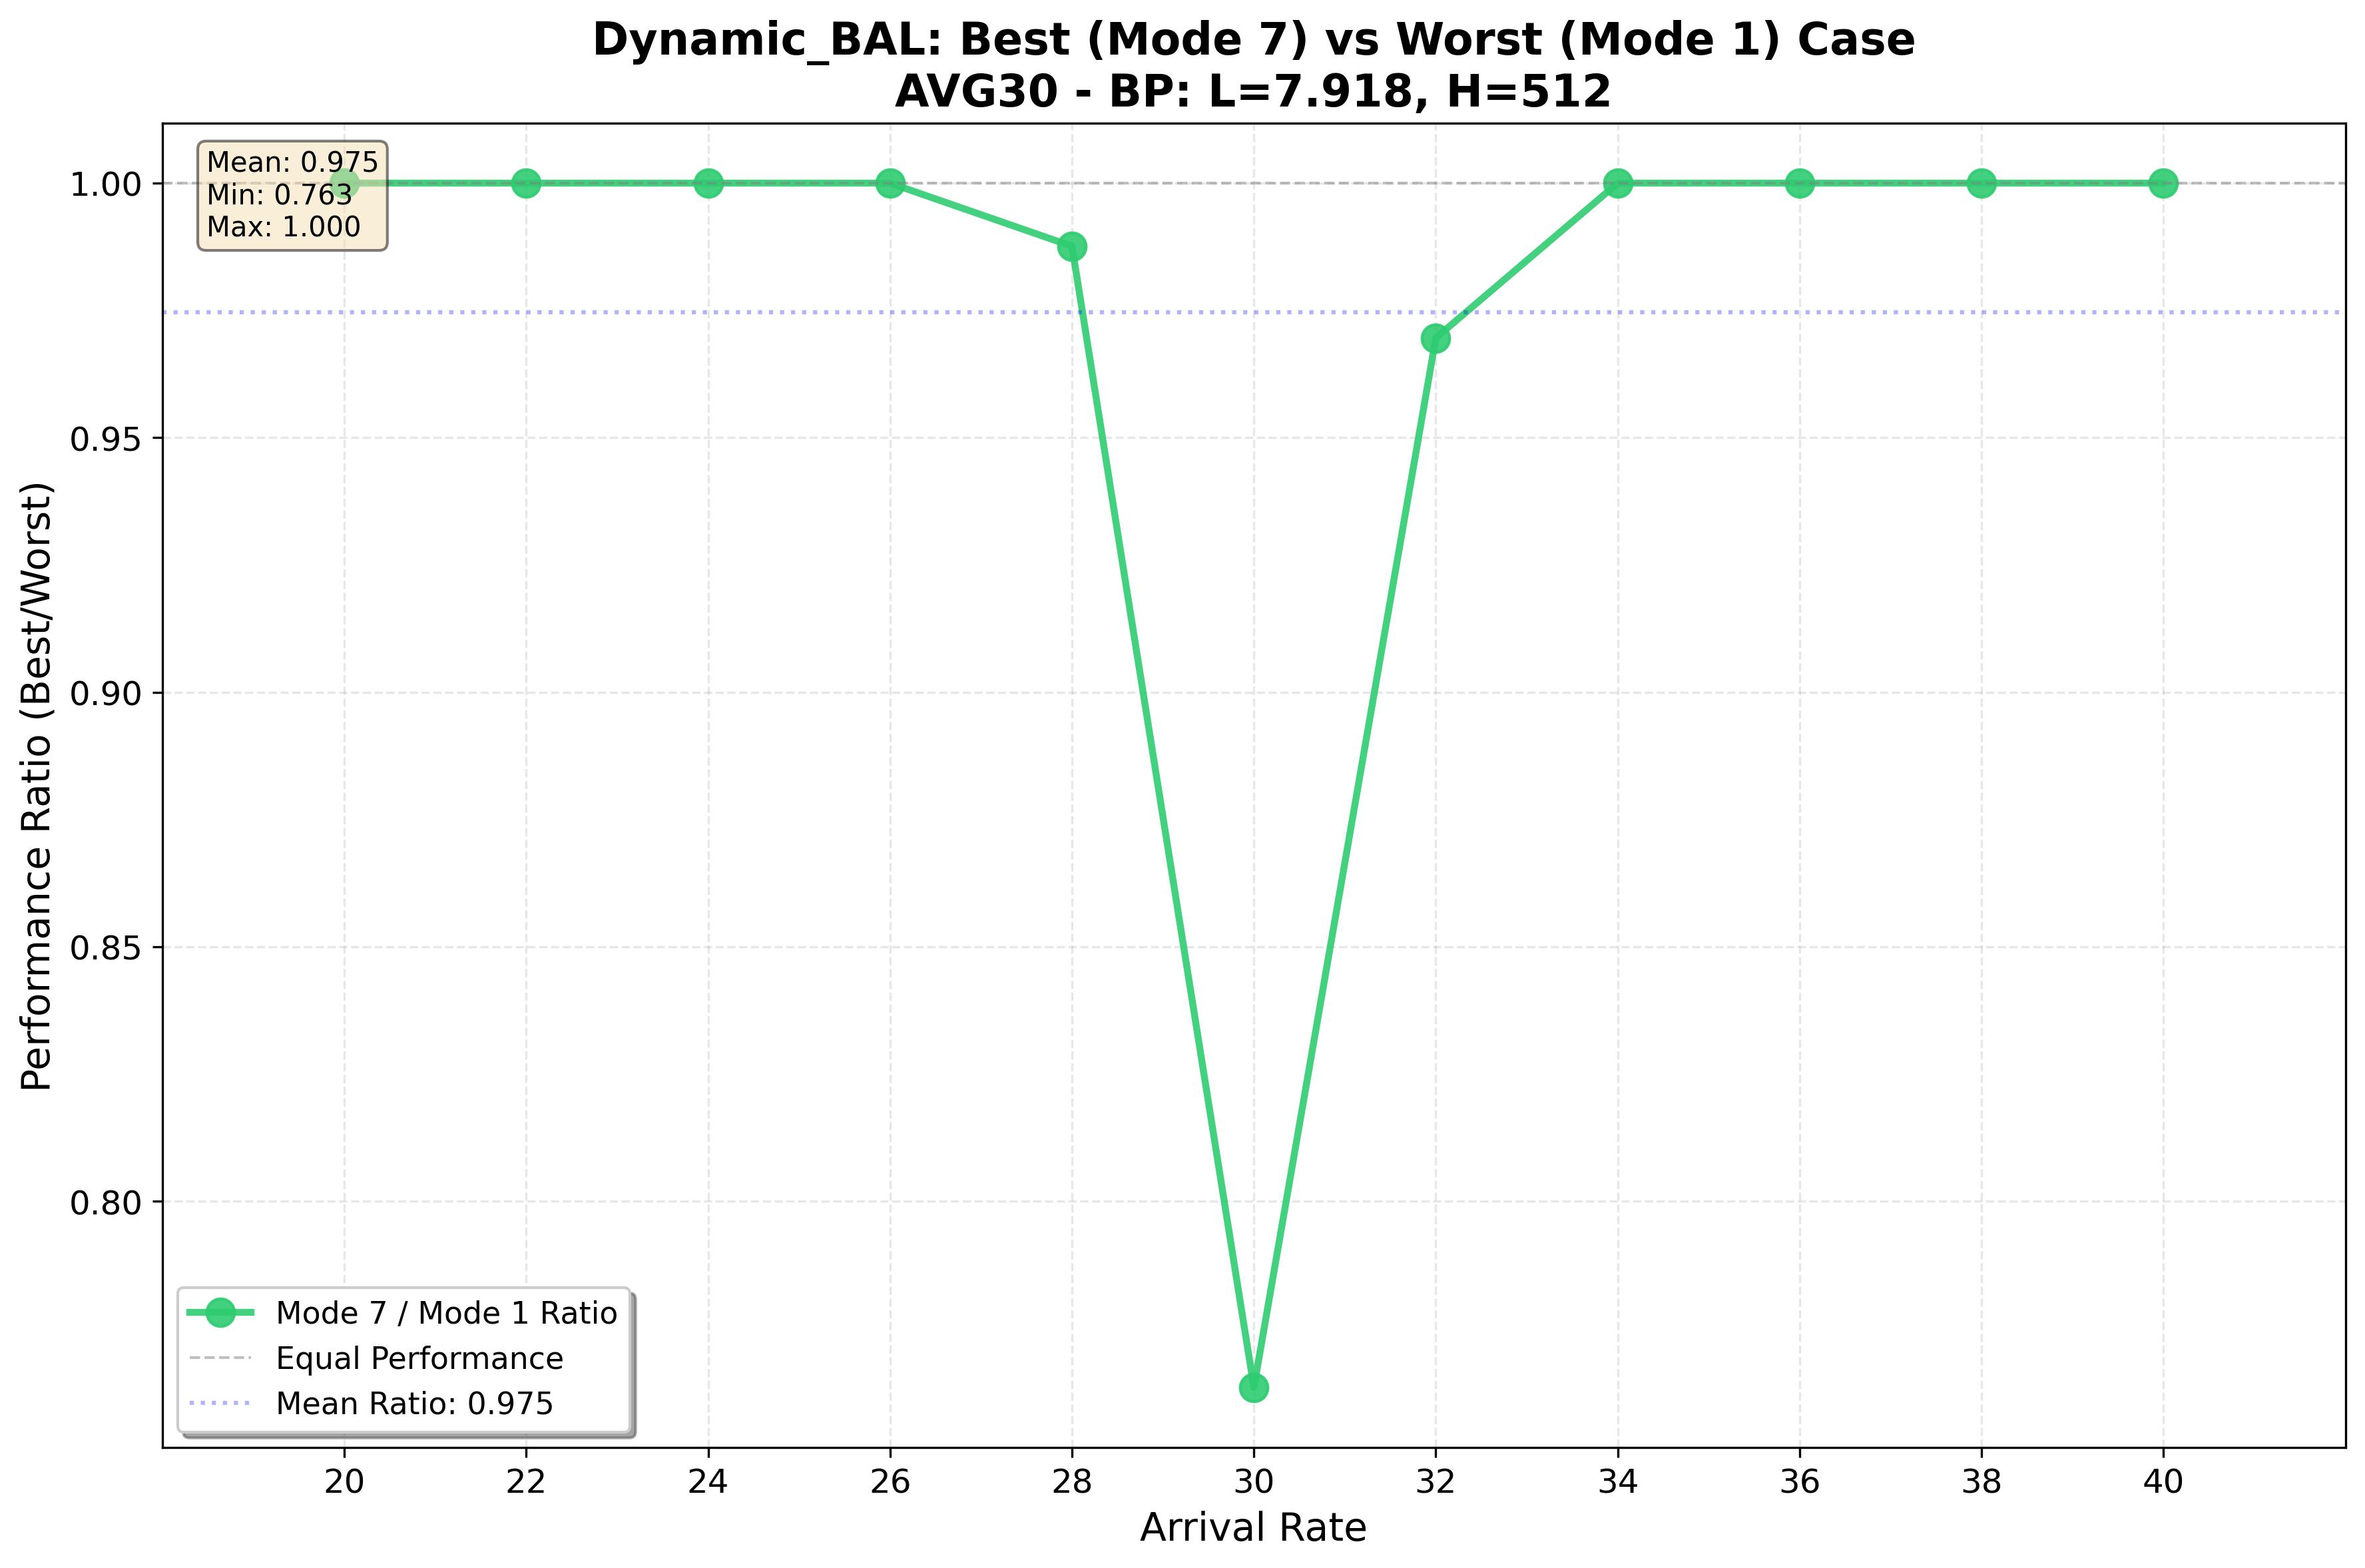 Dynamic_BAL: Best (Mode 7) vs Worst (Mode 1) Case
AVG30 - BP: L=7.918, H=512
Mean: 0.975
Min: 0.763
Max: 1.000
1.00
0.95
0.90
0.85
0.80
Performance Ratio (Best/Worst)
Mode 7 / Mode 1 Ratio
Equal Performance
Mean Ratio: 0.975
20 22 24 26 28 30 32 34 36 38 40
Arrival Rate